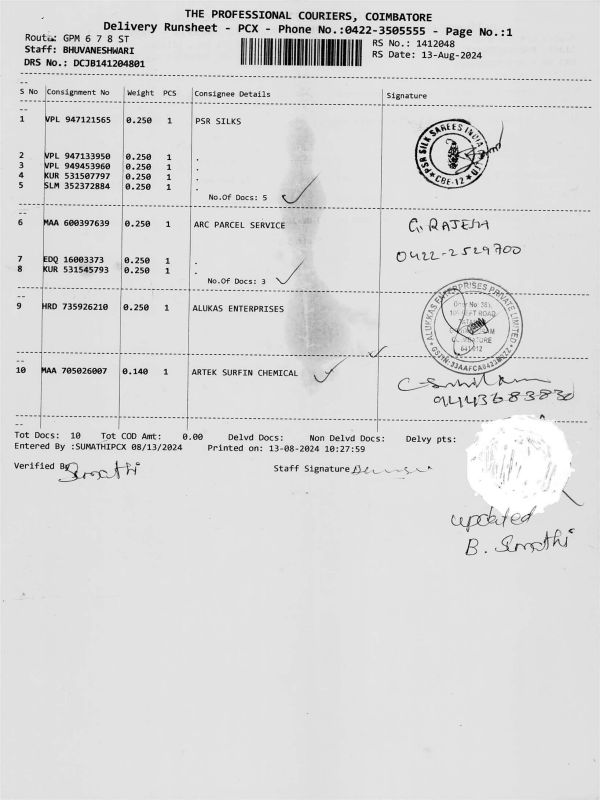 THE PROFESSIONAL COURIERS, COIMBATORE
Delivery Runsheet - PCX - Phone No.:0422-3505555 - Page No.:1
Route: GPM 6 7 8 ST
RS No.: 1412048
Staff: BHUVANESHWARI
RS Date: 13-Aug-2024
DRS No.: DCJB141204801
S No Consignment No Weight PCS Consignee Details Signature
1 VPL 947121565 0.250 1 PSR SILKS
PSR SILK SAREES INDIA
CBE-12
2 VPL 947133950 0.250 1 .
3 VPL 949453960 0.250 1 .
4 KUR 531507797 0.250 1 .
5 SLM 352372884 0.250 1 .
No.Of Docs: 5
6 MAA 600397639 0.250 1 ARC PARCEL SERVICE
G. RAJESH
0422-2529700
7 EDQ 16003373 0.250 1 .
8 KUR 531545793 0.250 1 .
No.Of Docs: 3
9 HRD 735926210 0.250 1 ALUKAS ENTERPRISES
ALUKKAS ENTERPRISES PRIVATE LIMITED
10 MAA 705026007 0.140 1 ARTEK SURFIN CHEMICAL
9443683830
Tot Docs: 10 Tot COD Amt: 0.00 Delvd Docs: Non Delvd Docs: Delvy pts:
Entered By :SUMATHIPCX 08/13/2024 Printed on: 13-08-2024 10:27:59
Verified By Sumathi
Staff Signature
updated
B. Sumathi